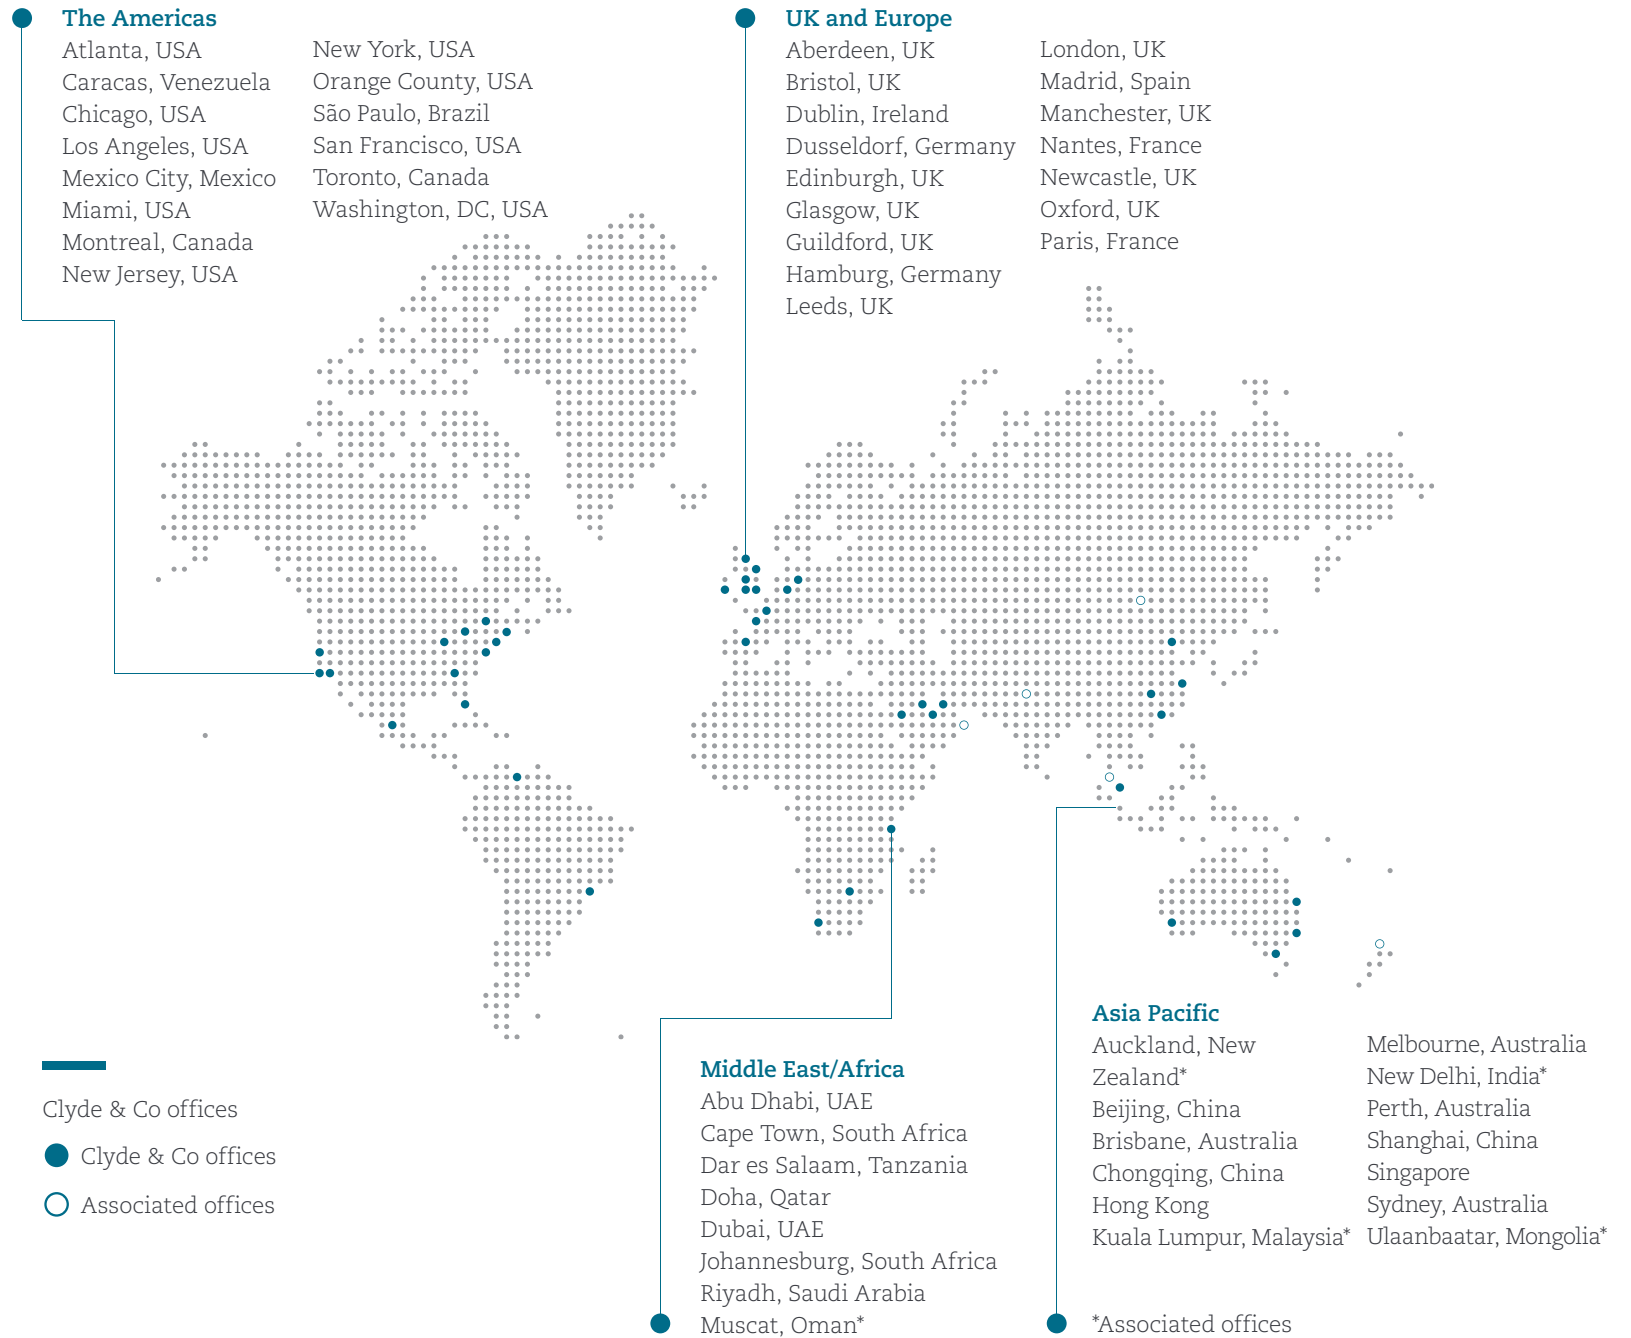 The Americas
Atlanta, USA
Caracas, Venezuela
Chicago, USA
Los Angeles, USA
Mexico City, Mexico
Miami, USA
Montreal, Canada
New Jersey, USA
New York, USA
Orange County, USA
São Paulo, Brazil
San Francisco, USA
Toronto, Canada
Washington, DC, USA
UK and Europe
Aberdeen, UK
Bristol, UK
Dublin, Ireland
Dusseldorf, Germany
Edinburgh, UK
Glasgow, UK
Guildford, UK
Hamburg, Germany
Leeds, UK
London, UK
Madrid, Spain
Manchester, UK
Nantes, France
Newcastle, UK
Oxford, UK
Paris, France
Clyde & Co offices
Clyde & Co offices
Associated offices
Middle East/Africa
Abu Dhabi, UAE
Cape Town, South Africa
Dar es Salaam, Tanzania
Doha, Qatar
Dubai, UAE
Johannesburg, South Africa
Riyadh, Saudi Arabia
Muscat, Oman*
Asia Pacific
Auckland, New
Zealand*
Beijing, China
Brisbane, Australia
Chongqing, China
Hong Kong
Kuala Lumpur, Malaysia*
Melbourne, Australia
New Delhi, India*
Perth, Australia
Shanghai, China
Singapore
Sydney, Australia
Ulaanbaatar, Mongolia*
*Associated offices